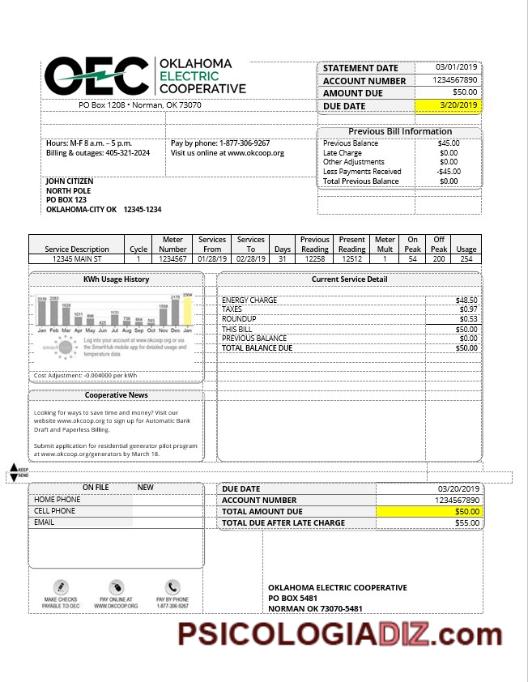 OEC OKLAHOMA
ELECTRIC
COOPERATIVE
PO Box 1208 • Norman, OK 73070
STATEMENT DATE 03/01/2019
ACCOUNT NUMBER 1234567890
AMOUNT DUE $50.00
DUE DATE 3/20/2019
Previous Bill Information
Previous Balance $45.00
Late Charge $0.00
Other Adjustments $0.00
Less Payments Received -$45.00
Total Previous Balance $0.00
Hours: M-F 8 a.m. – 5 p.m. Pay by phone: 1-877-306-9267
Billing & outages: 405-321-2024 Visit us online at www.okcoop.org
JOHN CITIZEN
NORTH POLE
PO BOX 123
OKLAHOMA-CITY OK 12345-1234
Service Description Cycle Meter Number Services From Services To Days Previous Reading Present Reading Meter Mult On Peak Off Peak Usage
12345 MAIN ST 1 1234567 01/28/19 02/28/19 31 12258 12512 1 54 200 254
KWh Usage History
Jan Feb Mar Apr May Jun Jul Aug Sep Oct Nov Dec Jan
Log into your account at www.okcoop.org or via
the SmartHub mobile app for detailed usage and
temperature data.
Cost Adjustment: -0.004000 per kWh
Current Service Detail
ENERGY CHARGE $48.50
TAXES $0.97
ROUNDUP $0.53
THIS BILL $50.00
PREVIOUS BALANCE $0.00
TOTAL BALANCE DUE $50.00
Cooperative News
Looking for ways to save time and money? Visit our
website www.okcoop.org to sign up for Automatic Bank
Draft and Paperless Billing.
Submit application for residential generator pilot program
at www.okcoop.org/generators by March 18.
KEEP
SEND
ON FILE NEW
HOME PHONE
CELL PHONE
EMAIL
DUE DATE 03/20/2019
ACCOUNT NUMBER 1234567890
TOTAL AMOUNT DUE $50.00
TOTAL DUE AFTER LATE CHARGE $55.00
MAKE CHECKS
PAYABLE TO OEC
PAY ONLINE AT
WWW.OKCOOP.ORG
PAY BY PHONE
1-877-306-9267
OKLAHOMA ELECTRIC COOPERATIVE
PO BOX 5481
NORMAN OK 73070-5481
PSICOLOGIADIZ.com